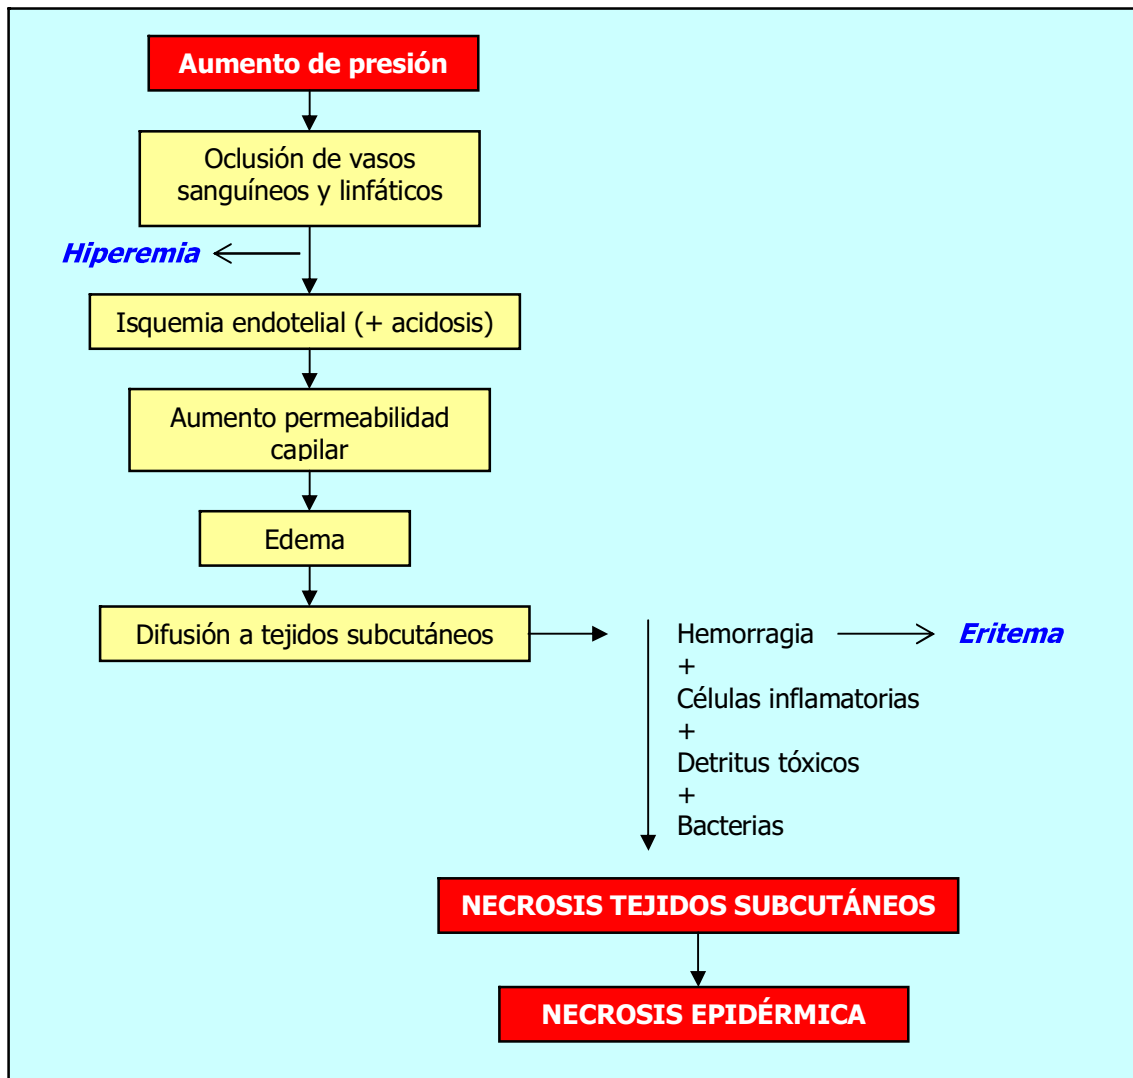 Aumento de presión
Oclusión de vasos
sanguíneos y linfáticos
Hiperemia
Isquemia endotelial (+ acidosis)
Aumento permeabilidad
capilar
Edema
Difusión a tejidos subcutáneos
Hemorragia
Eritema
+
Células inflamatorias
+
Detritus tóxicos
+
Bacterias
NECROSIS TEJIDOS SUBCUTÁNEOS
NECROSIS EPIDÉRMICA